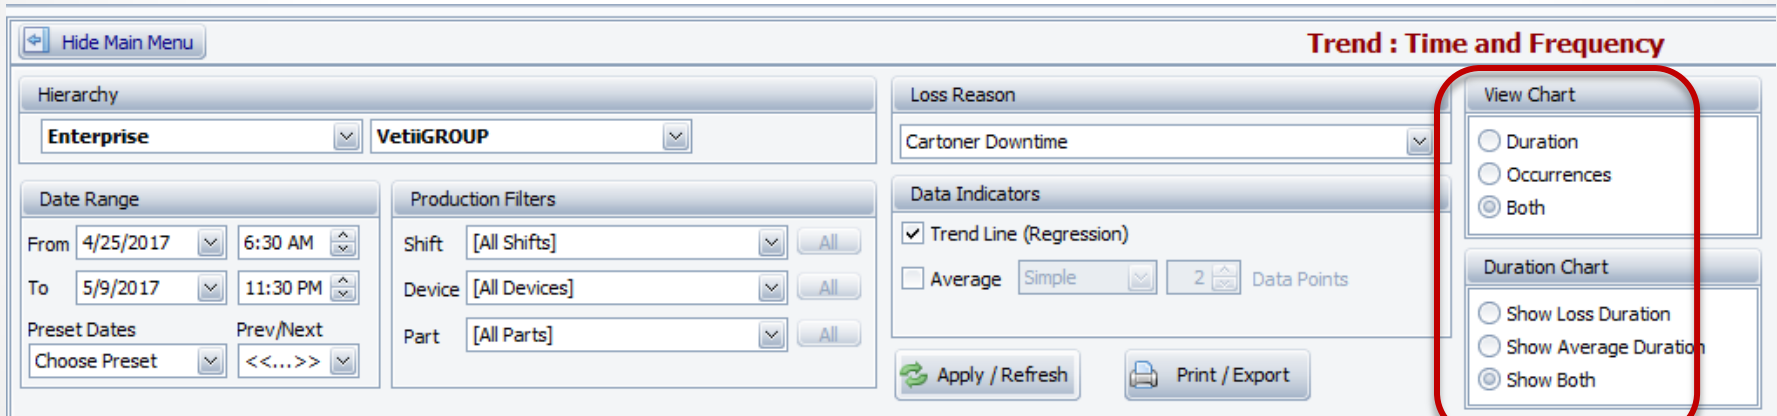 Hide Main Menu
Trend : Time and Frequency
Hierarchy
Enterprise VetiiGROUP
Loss Reason
Cartoner Downtime
View Chart
Duration
Occurrences
Both
Date Range
From 4/25/2017 6:30 AM
To 5/9/2017 11:30 PM
Preset Dates Prev/Next
Choose Preset <<...>>
Production Filters
Shift [All Shifts] All
Device [All Devices] All
Part [All Parts] All
Data Indicators
Trend Line (Regression)
Average Simple 2 Data Points
Apply / Refresh Print / Export
Duration Chart
Show Loss Duration
Show Average Duration
Show Both